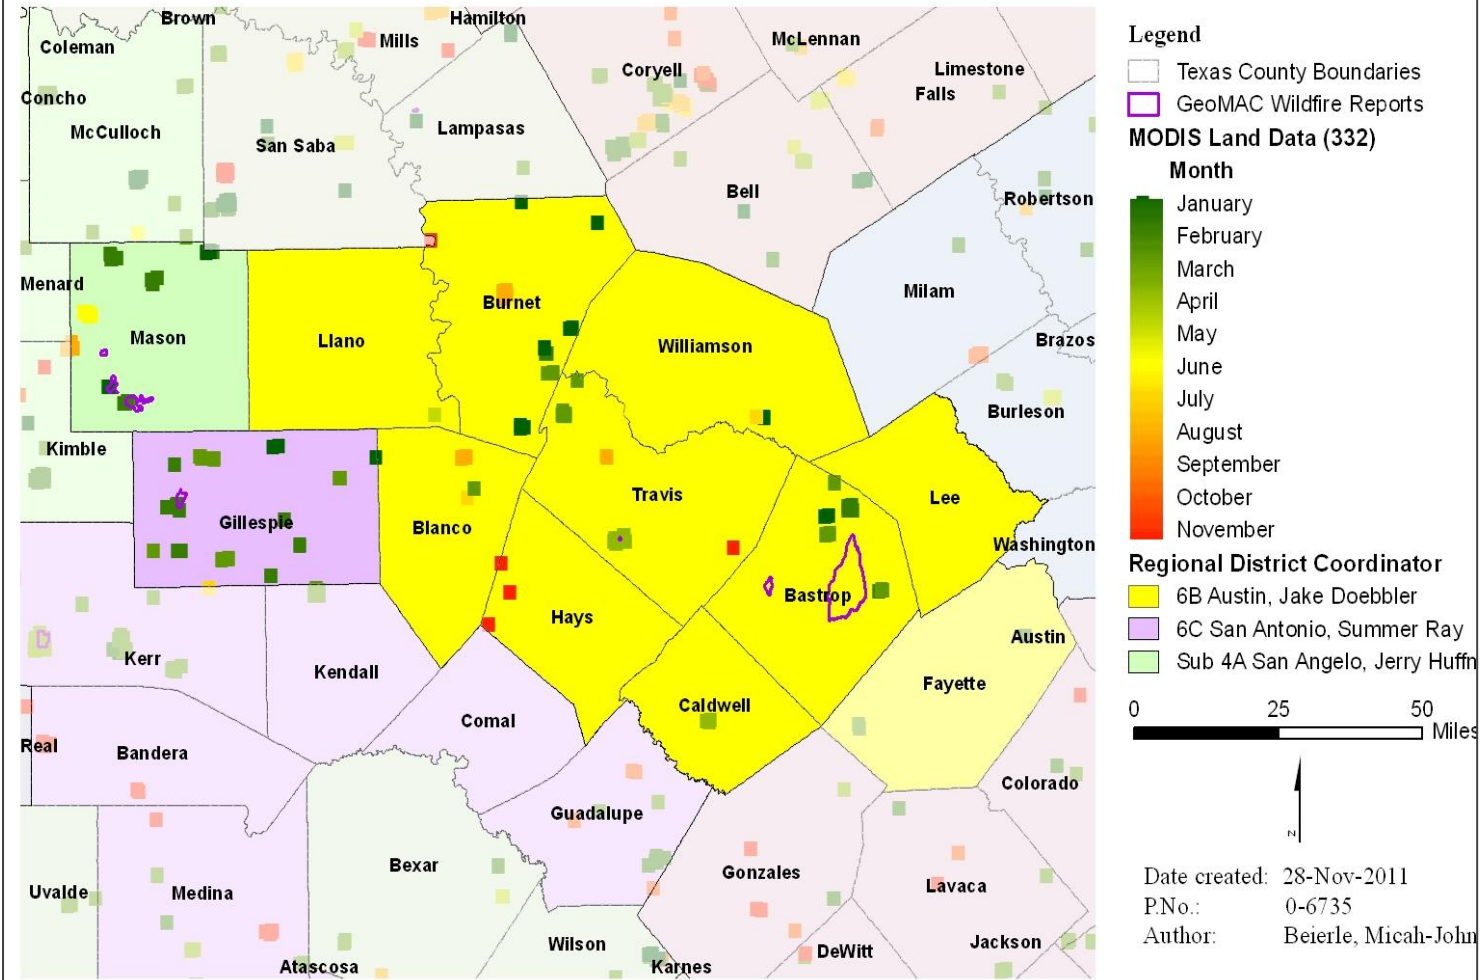 Brown
Hamilton
Coleman
Mills
McLennan
Coryell
Limestone
Concho
Falls
McCulloch
Lampasas
San Saba
Bell
Robertson
Menard
Milam
Burnet
Mason
Llano
Williamson
Brazos
Burleson
Kimble
Travis
Lee
Gillespie
Blanco
Washington
Bastrop
Hays
Austin
Kerr
Kendall
Fayette
Caldwell
Comal
Real
Bandera
Colorado
Guadalupe
Bexar
Gonzales
Uvalde
Medina
Lavaca
Wilson
Jackson
DeWitt
Atascosa
Karnes
Legend
Texas County Boundaries
GeoMAC Wildfire Reports
MODIS Land Data (332)
Month
January
February
March
April
May
June
July
August
September
October
November
Regional District Coordinator
6B Austin, Jake Doebbler
6C San Antonio, Summer Ray
Sub 4A San Angelo, Jerry Huffn
0 25 50
Miles
N
Date created: 28-Nov-2011
P.No.: 0-6735
Author: Beierle, Micah-John